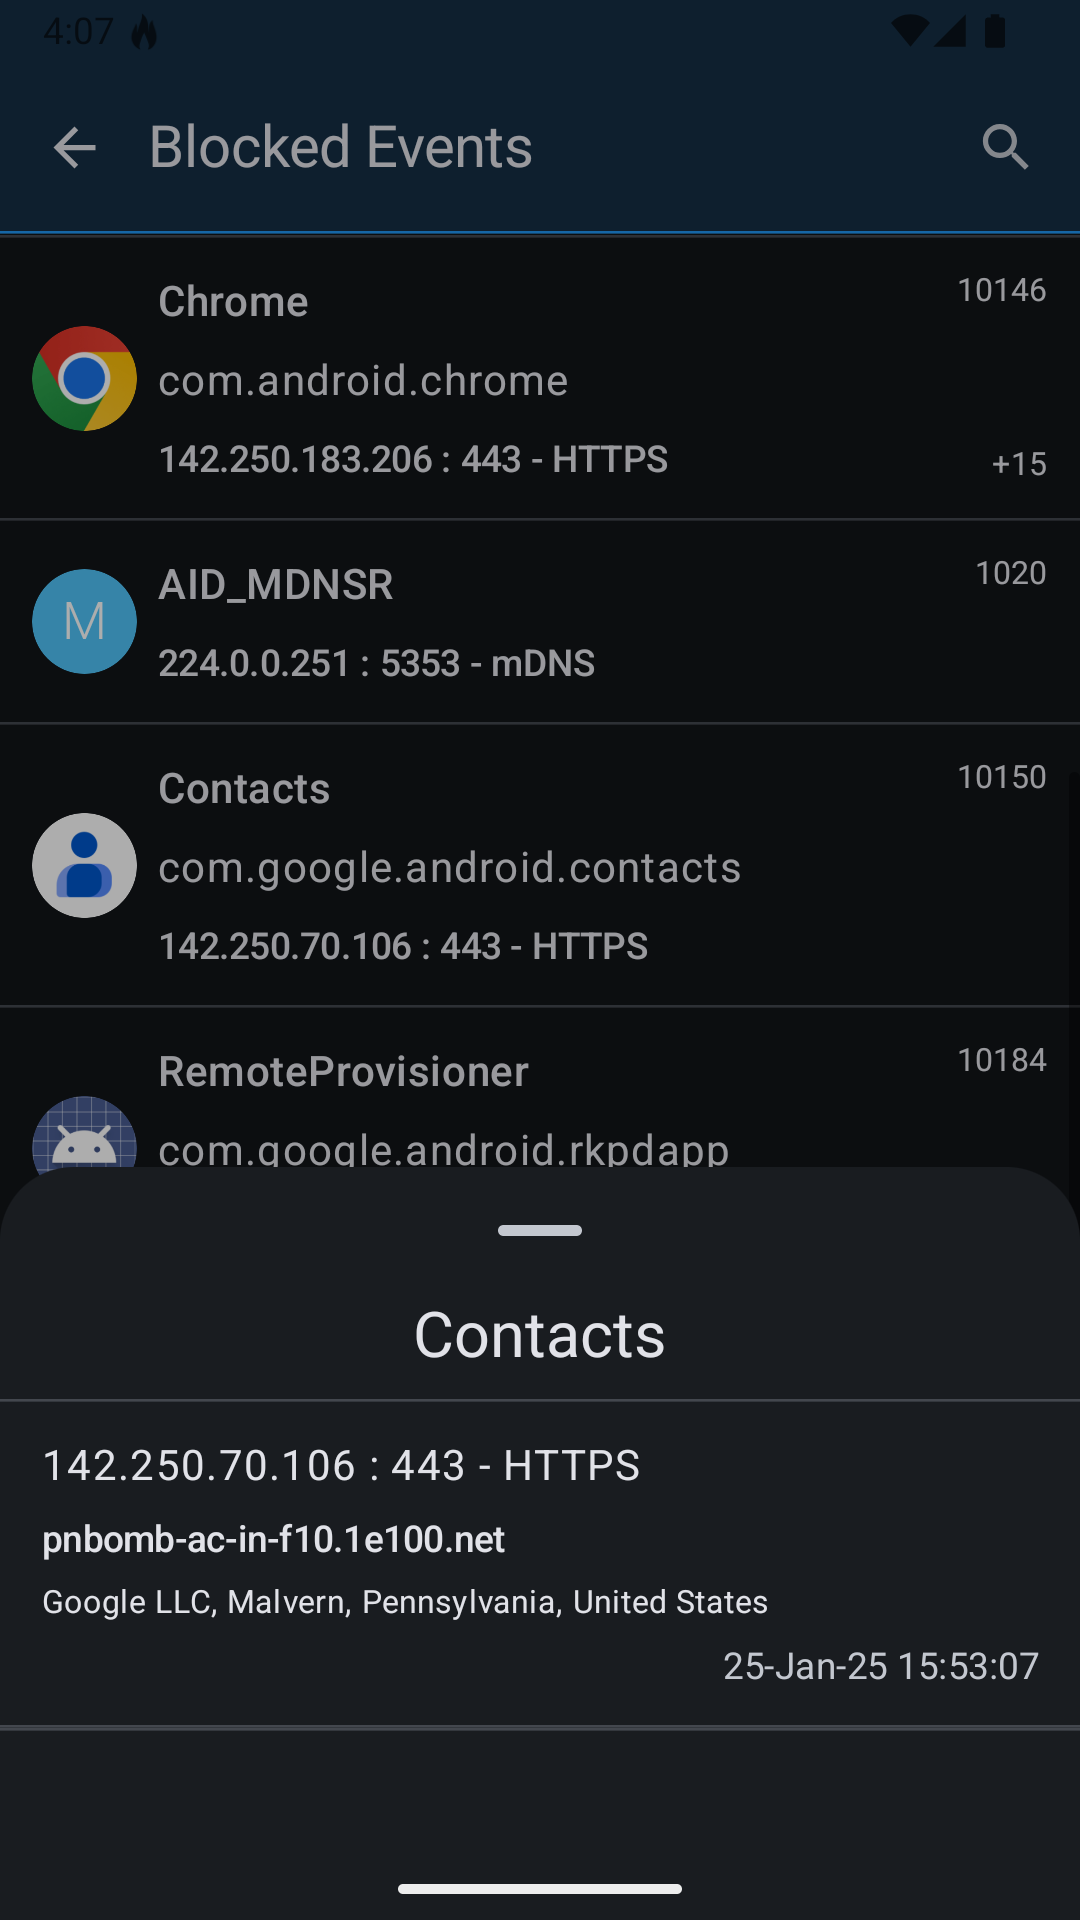 4:07
Blocked Events
Chrome
10146
com.android.chrome
142.250.183.206 : 443 - HTTPS
+15
M
AID_MDNSR
1020
224.0.0.251 : 5353 - mDNS
Contacts
10150
com.google.android.contacts
142.250.70.106 : 443 - HTTPS
RemoteProvisioner
10184
com.google.android.rkpdapp
Contacts
142.250.70.106 : 443 - HTTPS
pnbomb-ac-in-f10.1e100.net
Google LLC, Malvern, Pennsylvania, United States
25-Jan-25 15:53:07